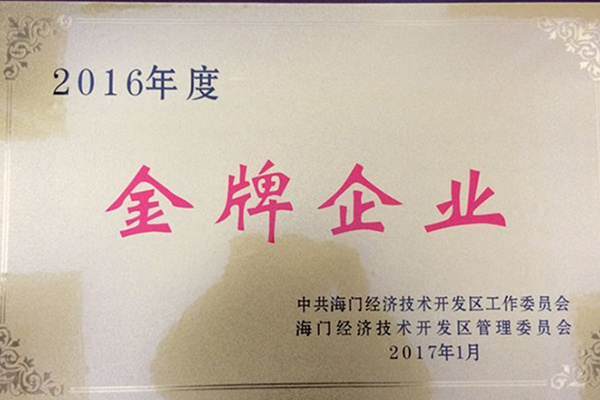 2016年度
金牌企业
中共海门经济技术开发区工作委员会
海门经济技术开发区管理委员会
2017年1月